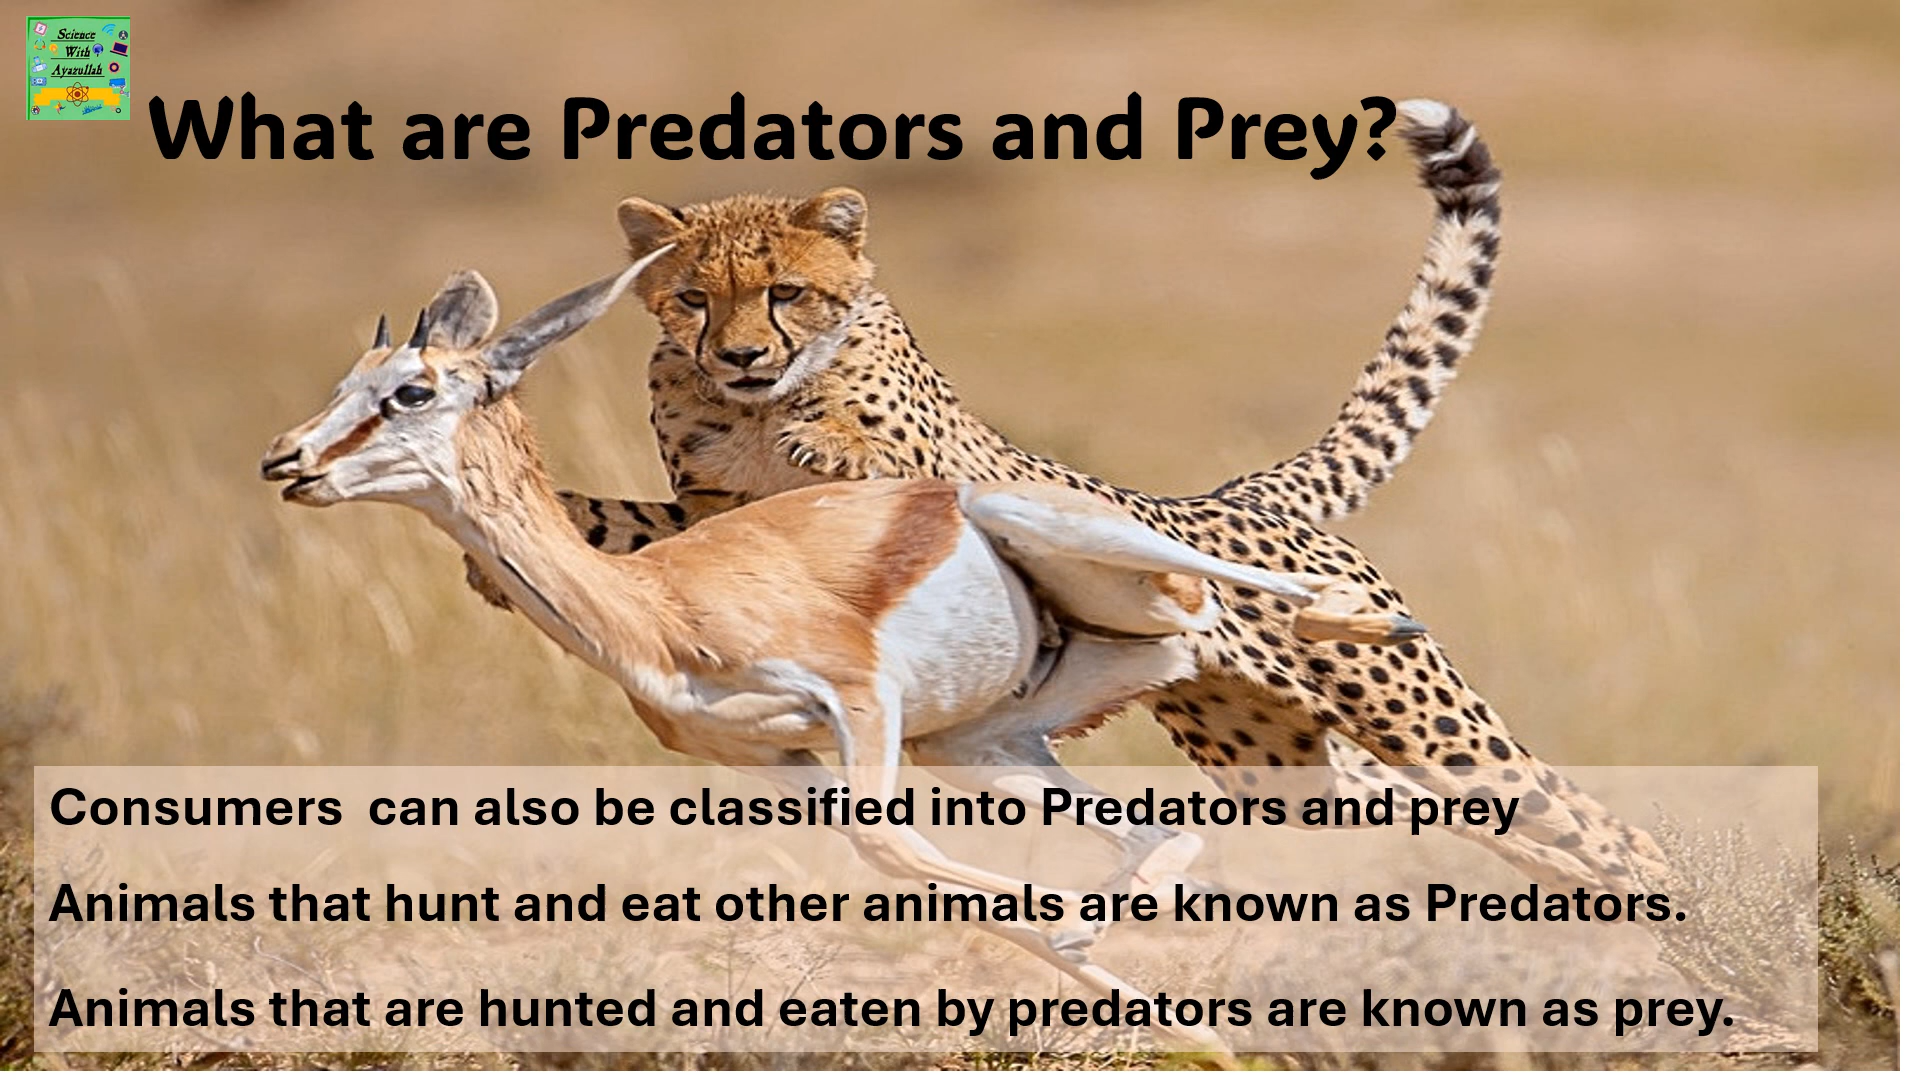 Science
With
Ayazullah
What are Predators and Prey?
Consumers  can also be classified into Predators and prey
Animals that hunt and eat other animals are known as Predators.
Animals that are hunted and eaten by predators are known as prey.